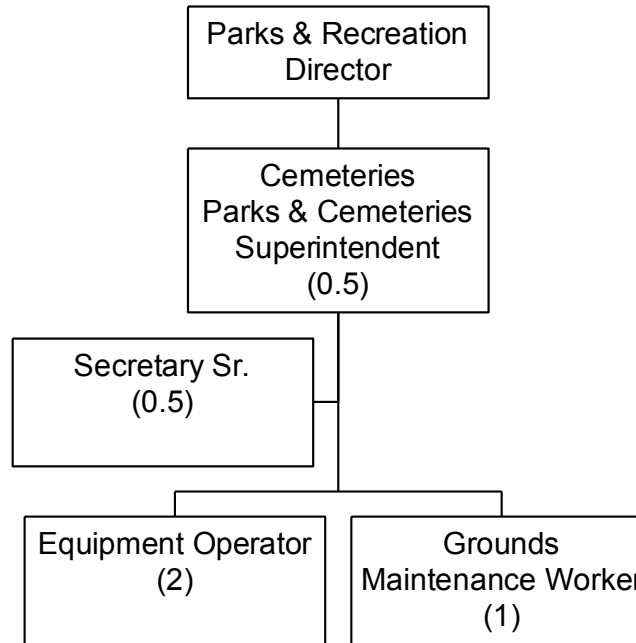 Parks & Recreation
Director
Cemeteries
Parks & Cemeteries
Superintendent
(0.5)
Secretary Sr.
(0.5)
Equipment Operator
(2)
Grounds
Maintenance Worker
(1)